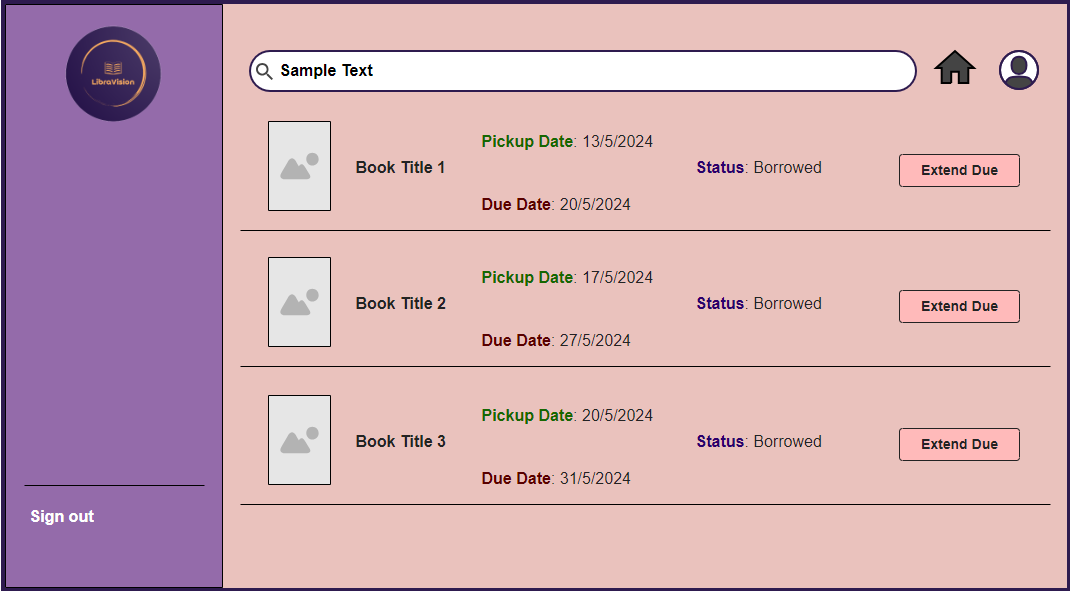 LibraVision
Sample Text
Pickup Date: 13/5/2024
Book Title 1
Status: Borrowed
Extend Due
Due Date: 20/5/2024
Pickup Date: 17/5/2024
Book Title 2
Status: Borrowed
Extend Due
Due Date: 27/5/2024
Pickup Date: 20/5/2024
Book Title 3
Status: Borrowed
Extend Due
Due Date: 31/5/2024
Sign out